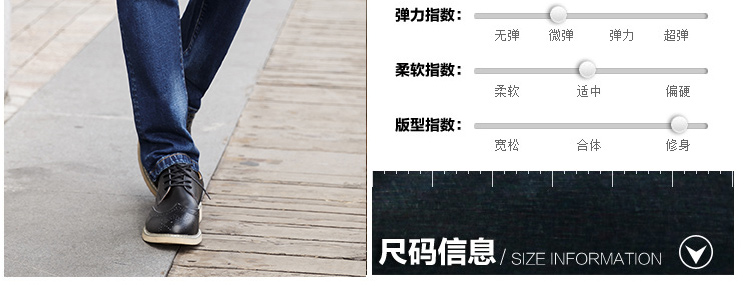 弹力指数：
无弹 微弹 弹力 超弹
柔软指数：
柔软 适中 偏硬
版型指数：
宽松 合体 修身
尺码信息 / SIZE INFORMATION